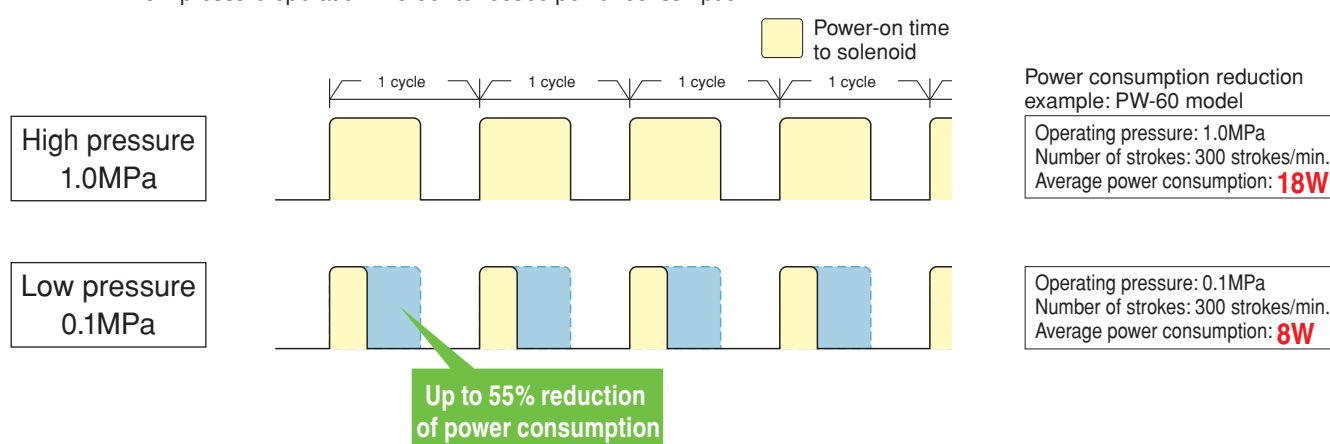 Power-on time
to solenoid
1 cycle
1 cycle
1 cycle
1 cycle
Power consumption reduction
example: PW-60 model
High pressure
1.0MPa
Operating pressure: 1.0MPa
Number of strokes: 300 strokes/min.
Average power consumption: 18W
Low pressure
0.1MPa
Operating pressure: 0.1MPa
Number of strokes: 300 strokes/min.
Average power consumption: 8W
Up to 55% reduction
of power consumption